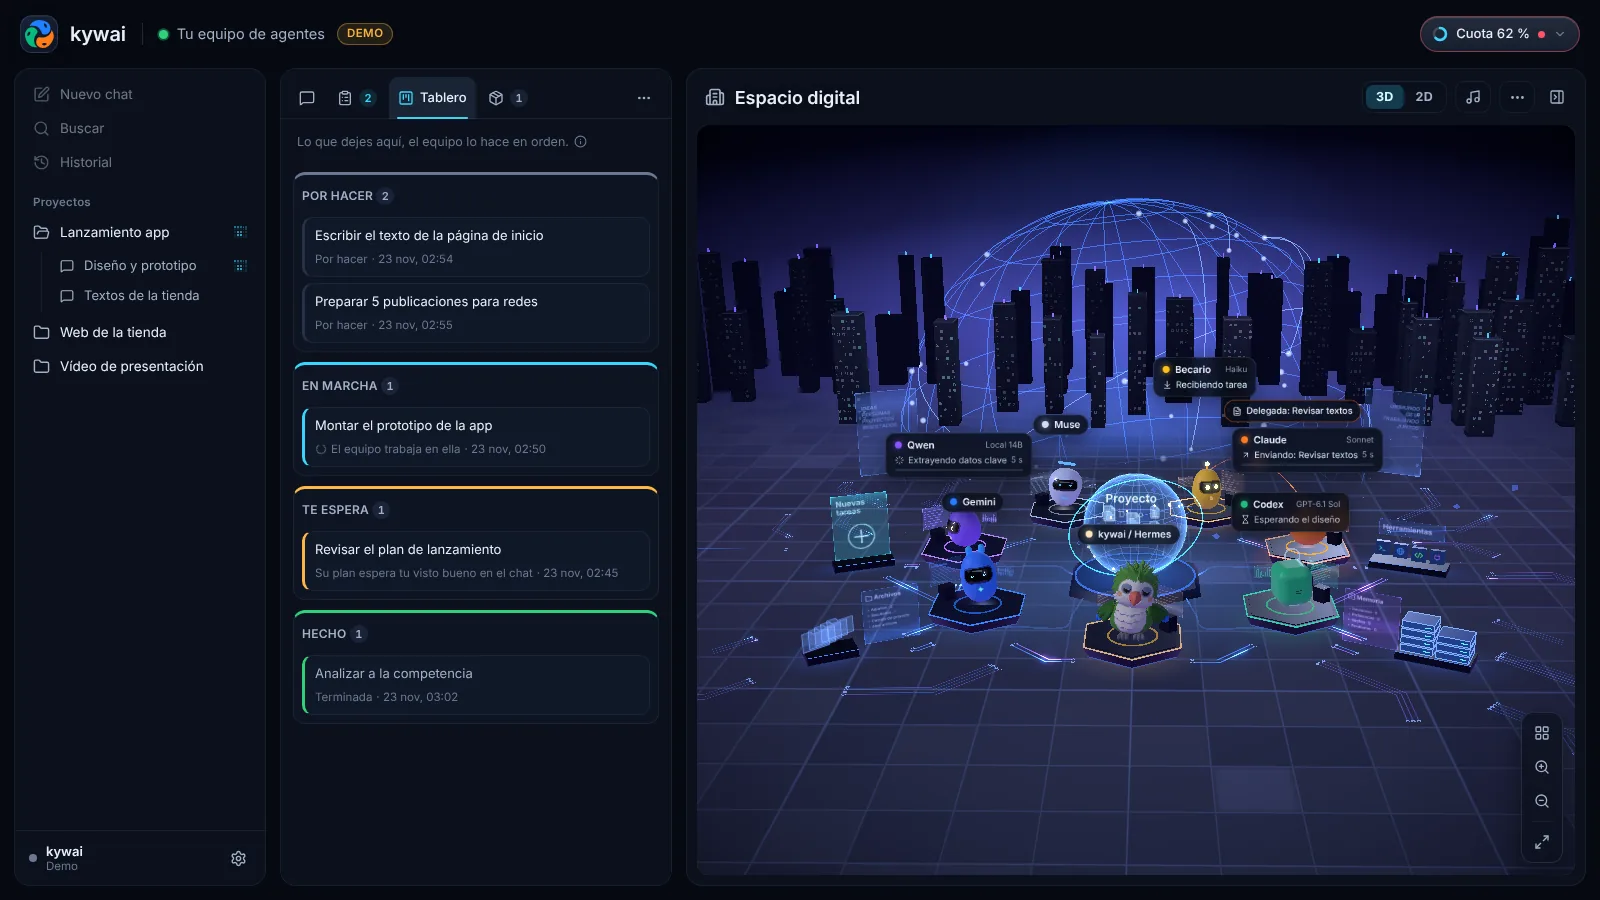 kywai
Tu equipo de agentes
DEMO
Cuota 62 %
Nuevo chat
Buscar
Historial
Proyectos
Lanzamiento app
Diseño y prototipo
Textos de la tienda
Web de la tienda
Vídeo de presentación
kywai
Demo
2
Tablero
1
Lo que dejes aquí, el equipo lo hace en orden.
POR HACER 2
Escribir el texto de la página de inicio
Por hacer · 23 nov, 02:54
Preparar 5 publicaciones para redes
Por hacer · 23 nov, 02:55
EN MARCHA 1
Montar el prototipo de la app
El equipo trabaja en ella · 23 nov, 02:50
TE ESPERA 1
Revisar el plan de lanzamiento
Su plan espera tu visto bueno en el chat · 23 nov, 02:45
HECHO 1
Analizar a la competencia
Terminada · 23 nov, 03:02
Espacio digital
3D
2D
Becario Haiku
Recibiendo tarea
Delegada: Revisar textos
Muse
Qwen Local 14B
Extrayendo datos clave 5 s
Claude Sonnet
Enviando: Revisar textos 5 s
Gemini
Proyecto
Codex GPT-6.1 Sol
Esperando el diseño
kywai / Hermes
Nuevas
tareas
Herramientas
Archivos
Memoria